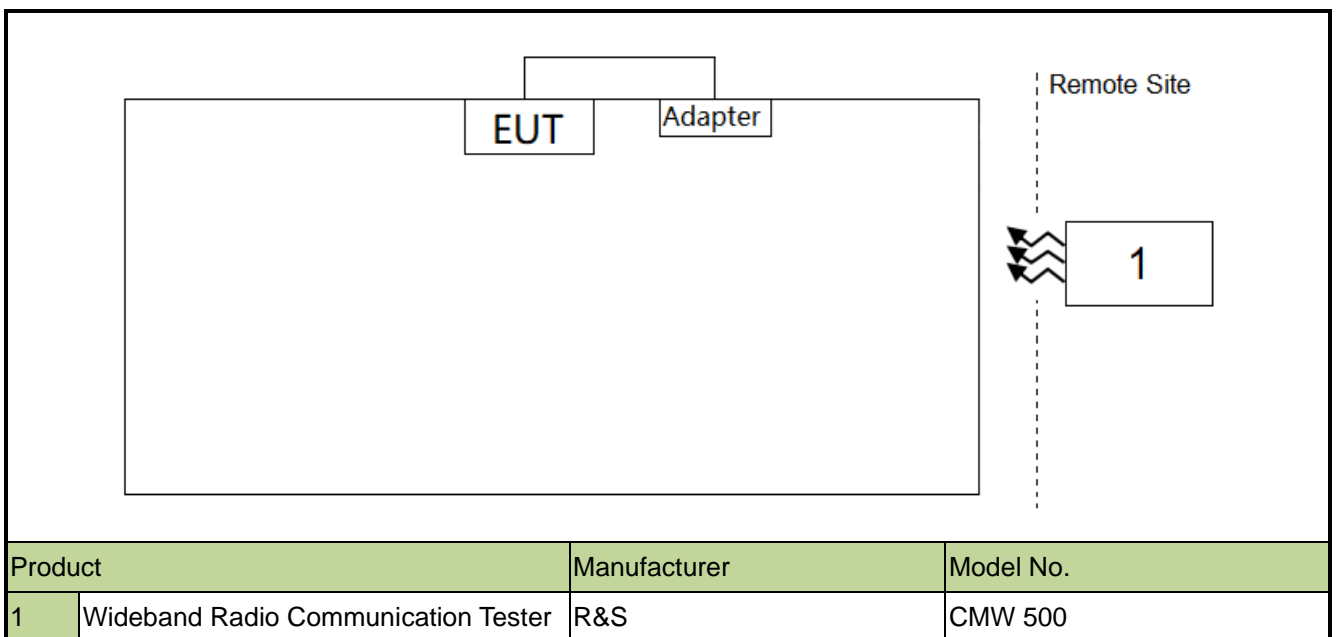 Remote Site
EUT
Adapter
1
Product Manufacturer Model No.
1 Wideband Radio Communication Tester R&S CMW 500